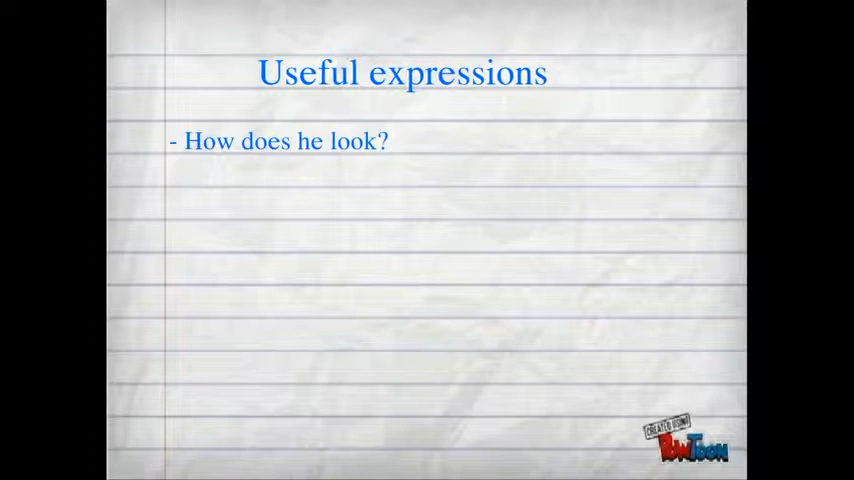 Useful expressions
- How does he look?
CREATED USING
POWTOON